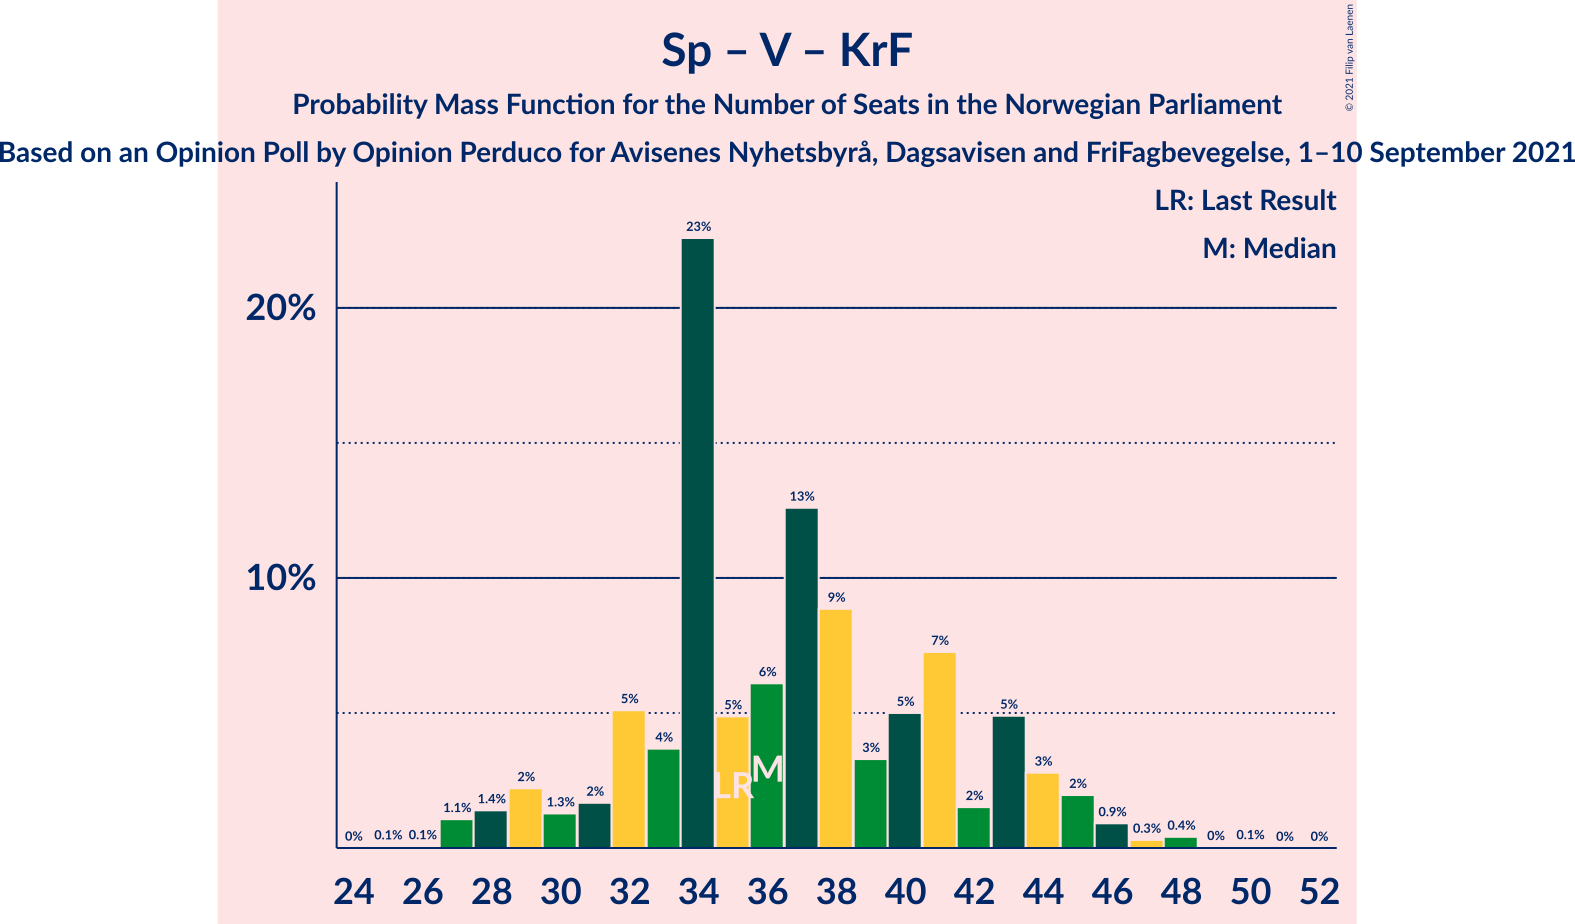 Sp – V – KrF
Probability Mass Function for the Number of Seats in the Norwegian Parliament
Based on an Opinion Poll by Opinion Perduco for Avisenes Nyhetsbyrå, Dagsavisen and FriFagbevegelse, 1–10 September 2021
© 2021 Filip van Laenen
LR: Last Result
M: Median
20%
10%
0% 0.1% 0.1% 1.1% 1.4% 2% 1.3% 2% 5% 4% 23% 5% 6% 13% 9% 3% 5% 7% 2% 5% 3% 2% 0.9% 0.3% 0.4% 0% 0.1% 0% 0%
LR M
24 26 28 30 32 34 36 38 40 42 44 46 48 50 52